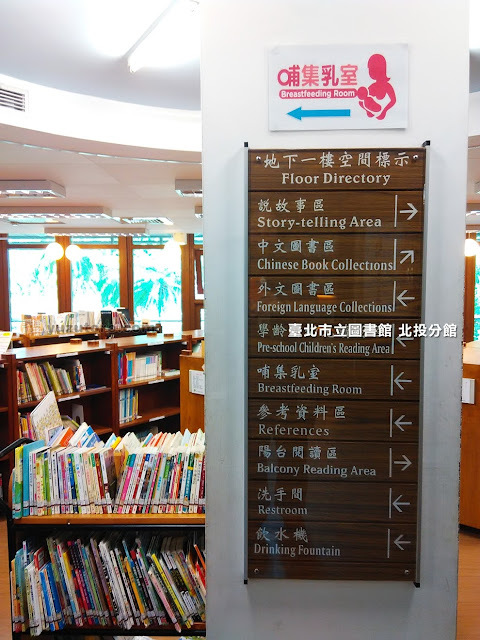 哺集乳室
Breastfeeding Room
地下一樓空間標示
Floor Directory
說故事區
Story-telling Area
中文圖書區
Chinese Book Collections
外文圖書區
Foreign Language Collections
學齡
臺北市立圖書館 北投分館
Pre-school Children's Reading Area
哺集乳室
Breastfeeding Room
參考資料區
References
陽台閱讀區
Balcony Reading Area
洗手間
Restroom
飲水機
Drinking Fountain